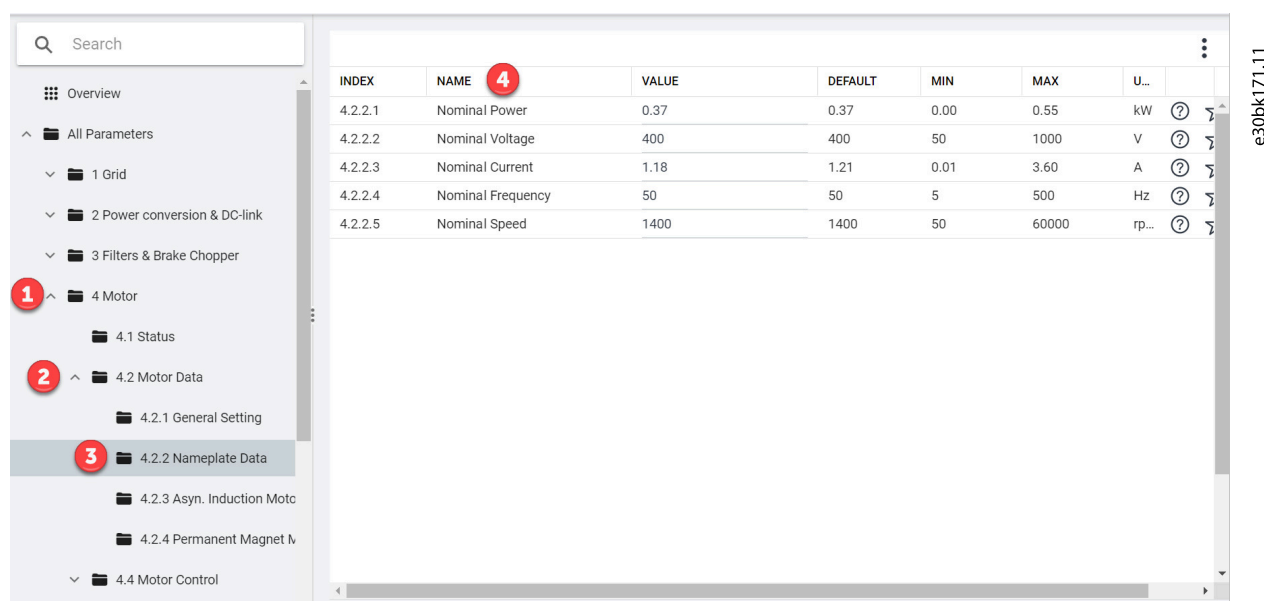 Search
Overview
All Parameters
1 Grid
2 Power conversion & DC-link
3 Filters & Brake Chopper
1 4 Motor
4.1 Status
2 4.2 Motor Data
4.2.1 General Setting
3 4.2.2 Nameplate Data
4.2.3 Asyn. Induction Moto
4.2.4 Permanent Magnet M
4.4 Motor Control
INDEX NAME 4 VALUE DEFAULT MIN MAX U...
4.2.2.1 Nominal Power 0.37 0.37 0.00 0.55 kW
4.2.2.2 Nominal Voltage 400 400 50 1000 V
4.2.2.3 Nominal Current 1.18 1.21 0.01 3.60 A
4.2.2.4 Nominal Frequency 50 50 5 500 Hz
4.2.2.5 Nominal Speed 1400 1400 50 60000 rp...
e30bk171.11